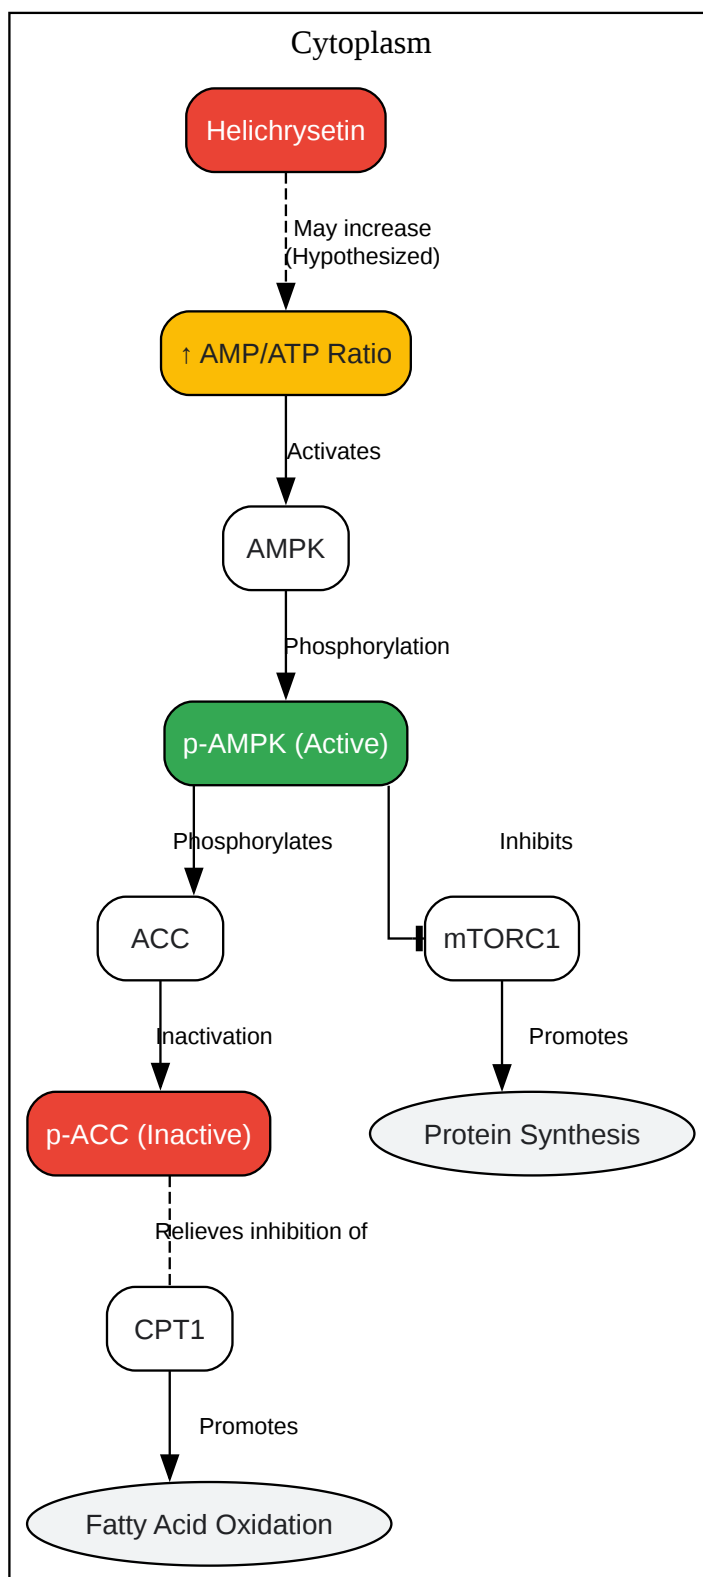 Cytoplasm
Helichrysetin
May increase
(Hypothesized)
↑ AMP/ATP Ratio
Activates
AMPK
Phosphorylation
p-AMPK (Active)
Phosphorylates
Inhibits
ACC
mTORC1
Inactivation
Promotes
p-ACC (Inactive)
Protein Synthesis
Relieves inhibition of
CPT1
Promotes
Fatty Acid Oxidation